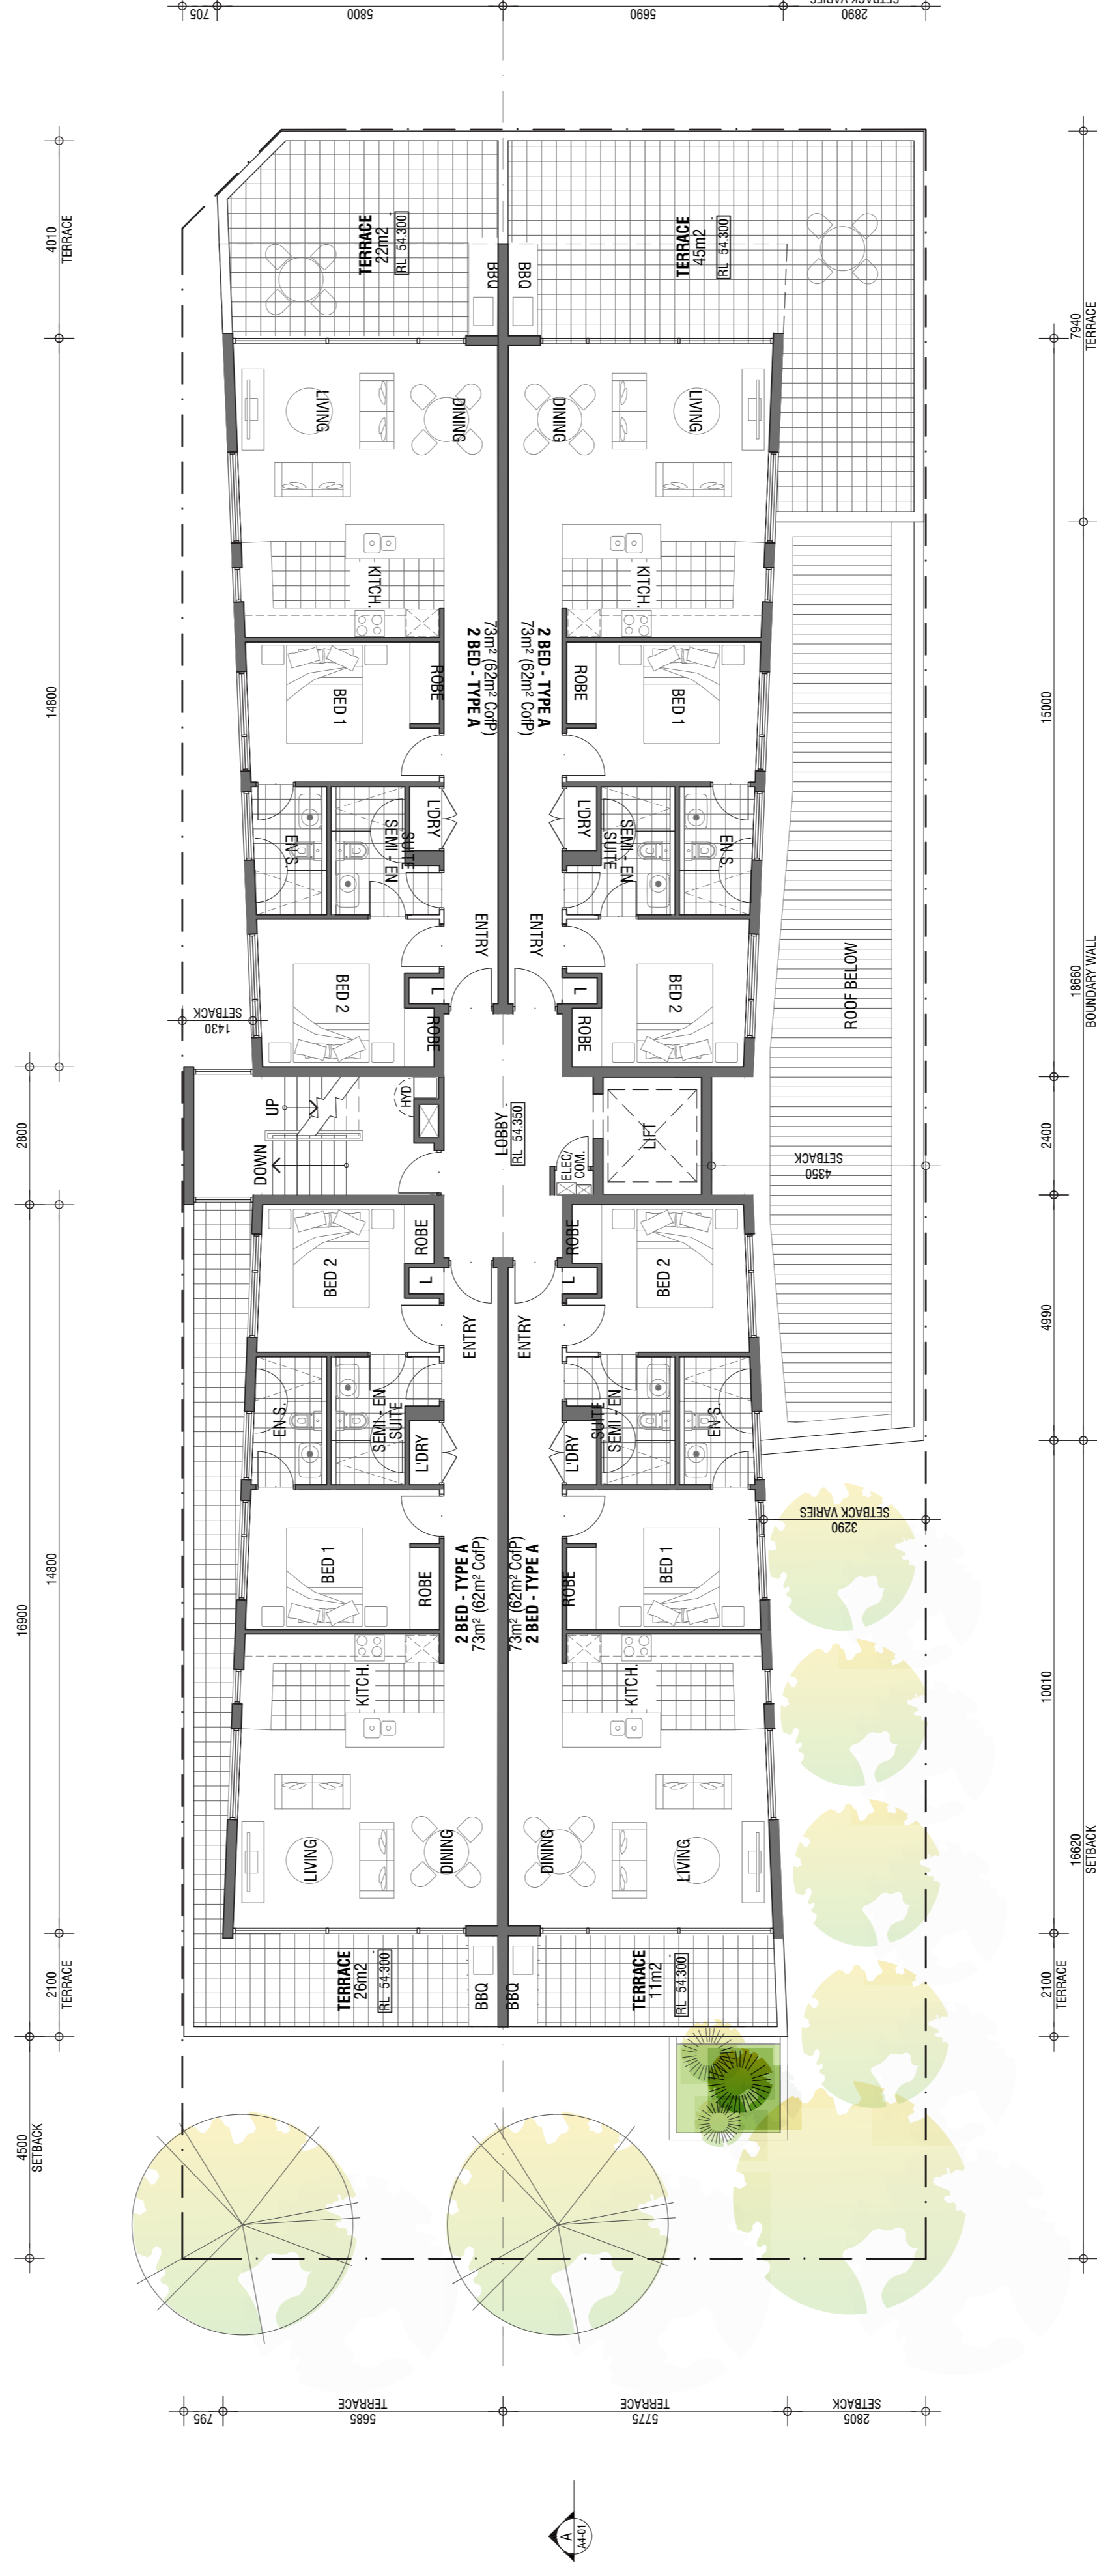 705
5800
5690
2890
SETBACK VARIES
4010
TERRACE
TERRACE
22m2
RL 54.300
TERRACE
45m2
RL 54.300
BBQ
BBQ
7940
TERRACE
LIVING
DINING
DINING
LIVING
KITCH.
KITCH.
14800
2 BED - TYPE A
73m² (62m² CofP)
2 BED - TYPE A
73m² (62m² CofP)
15000
BED 1
ROBE
ROBE
BED 1
EN S.
SEMI - EN
SUITE
L'DRY
L'DRY
SEMI - EN
SUITE
EN S.
ENTRY
ENTRY
BED 2
L
ROBE
L
ROBE
BED 2
ROOF BELOW
18660
BOUNDARY WALL
1430
SETBACK
2800
UP
DOWN
HYD
LOBBY
RL 54.350
ELEC/
COM.
LIFT
2400
4350
SETBACK
BED 2
ROBE
L
ROBE
L
BED 2
ENTRY
ENTRY
4990
EN S.
SEMI - EN
SUITE
L'DRY
L'DRY
SEMI - EN
SUITE
EN S.
3290
SETBACK VARIES
16900
14800
BED 1
ROBE
2 BED - TYPE A
73m² (62m² CofP)
73m² (62m² CofP)
2 BED - TYPE A
ROBE
BED 1
KITCH.
KITCH.
10010
LIVING
DINING
DINING
LIVING
16620
SETBACK
2100
TERRACE
TERRACE
26m2
RL 54.300
BBQ
BBQ
TERRACE
11m2
RL 54.300
2100
TERRACE
4500
SETBACK
795
5685
TERRACE
5775
TERRACE
2805
SETBACK
A
A4-01